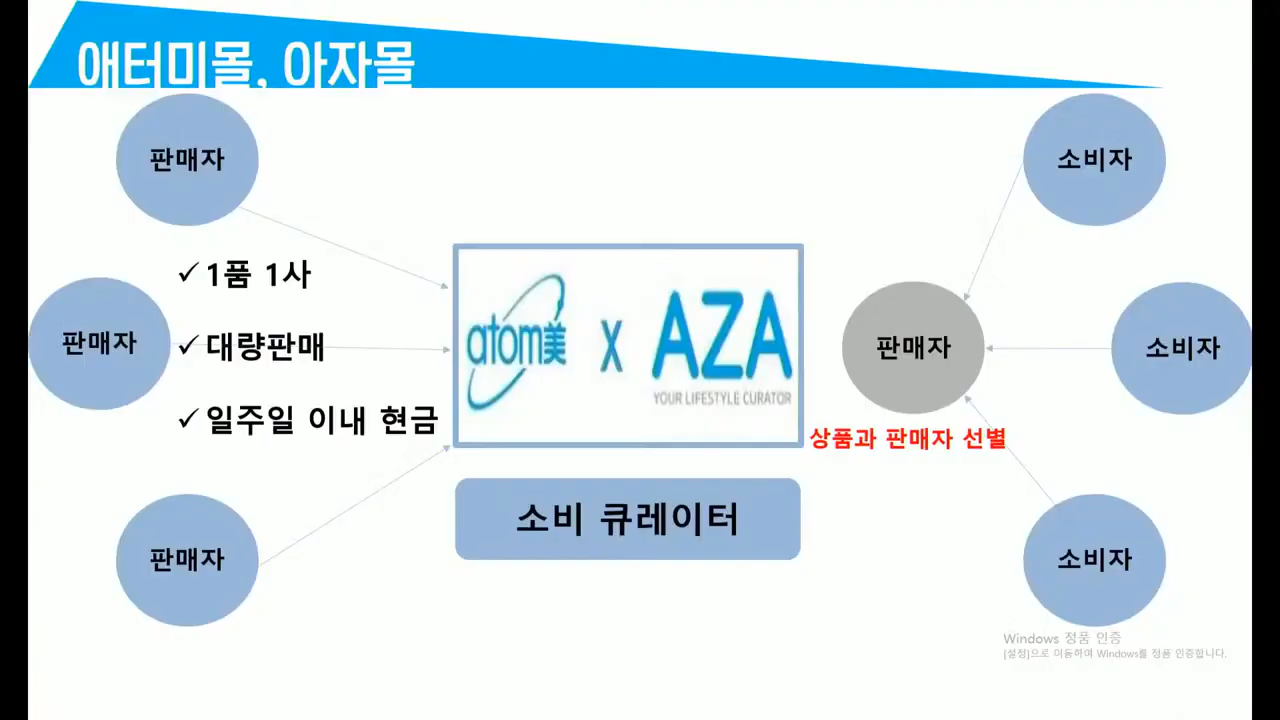 애터미몰, 아자몰
판매자
소비자
✓ 1품 1사
판매자
✓ 대량판매
atom美 X AZA
YOUR LIFESTYLE CURATOR
판매자
소비자
✓ 일주일 이내 현금
상품과 판매자 선별
소비 큐레이터
판매자
소비자
Windows 정품 인증
[설정]으로 이동하여 Windows를 정품 인증합니다.